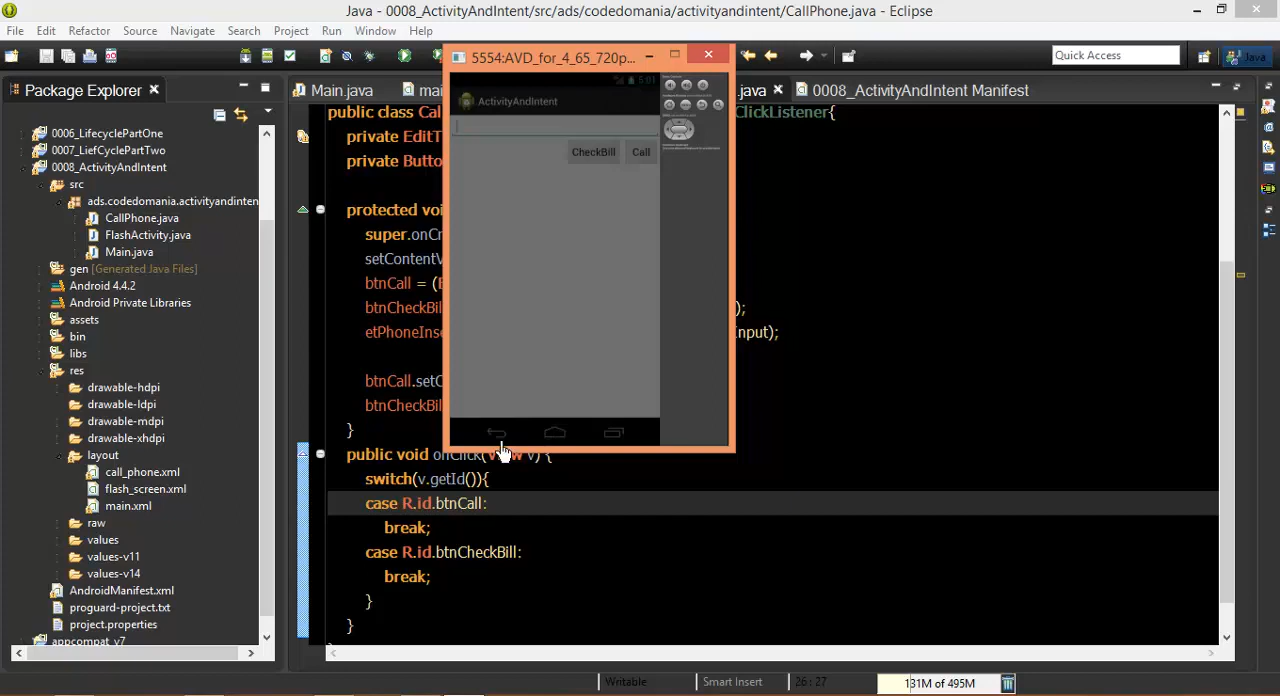 Java - 0008_ActivityAndIntent/src/ads/codedomania/activityandintent/CallPhone.java - Eclipse
File Edit Refactor Source Navigate Search Project Run Window Help
Quick Access
Java
Package Explorer
Main.java
mai
.java
0008_ActivityAndIntent Manifest
0006_LifecyclePartOne
0007_LiefCyclePartTwo
0008_ActivityAndIntent
src
ads.codedomania.activityandinten
CallPhone.java
FlashActivity.java
Main.java
gen [Generated Java Files]
Android 4.4.2
Android Private Libraries
assets
bin
libs
res
drawable-hdpi
drawable-ldpi
drawable-mdpi
drawable-xhdpi
layout
call_phone.xml
flash_screen.xml
main.xml
raw
values
values-v11
values-v14
AndroidManifest.xml
proguard-project.txt
project.properties
appcompat_v7
5554:AVD_for_4_65_720p...
5:01
ActivityAndIntent
CheckBill
Call
public class Cal ClickListener{
private EditT
private Butto
protected voi
super.onCr
setContentV
btnCall = (B
btnCheckBil );
etPhoneInse Input);
btnCall.setC
btnCheckBil
}
public void onClick(View v) {
switch(v.getId()){
case R.id.btnCall:
break;
case R.id.btnCheckBill:
break;
}
}
Writable
Smart Insert
26 : 27
131M of 495M